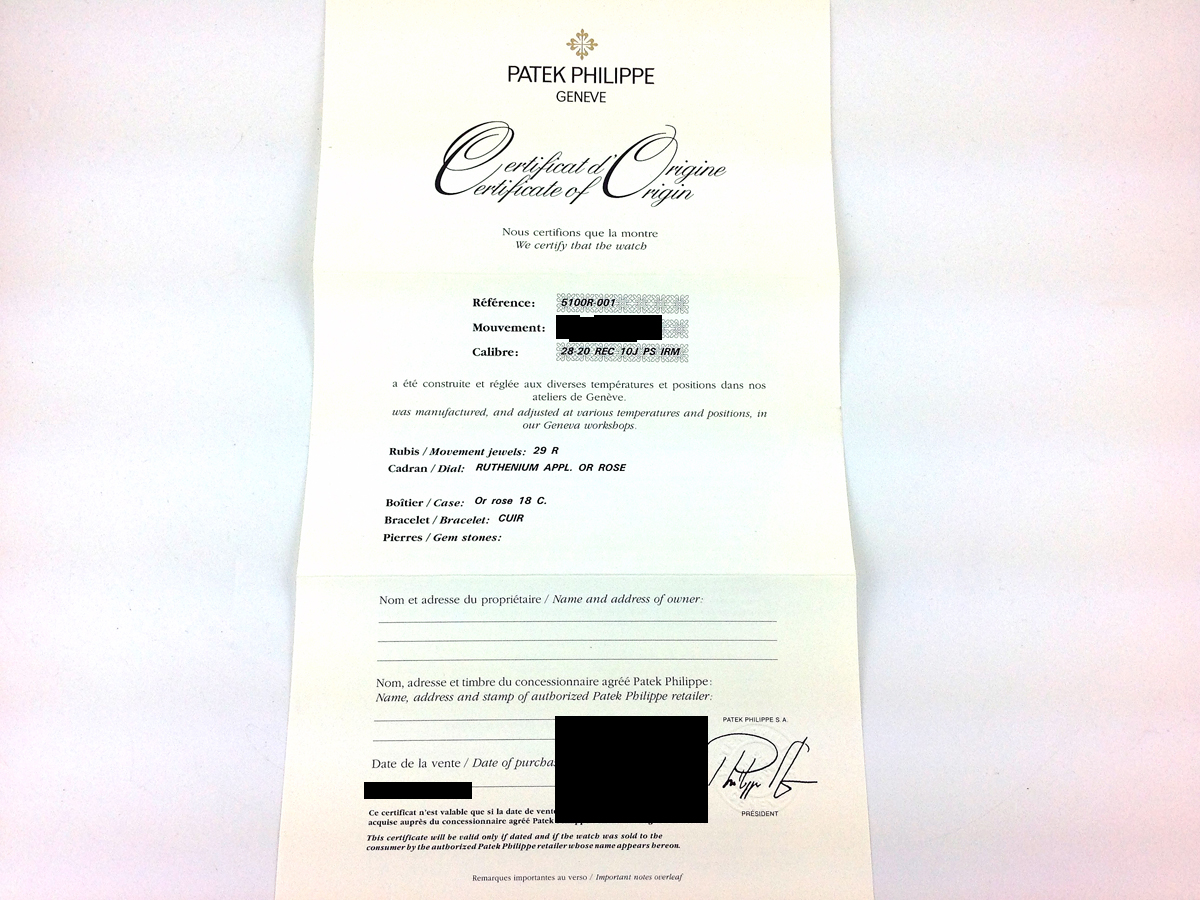 PATEK PHILIPPE
GENEVE
Certificat d'Origine
Certificate of Origin
Nous certifions que la montre
We certify that the watch
Référence: 5100R-001
Mouvement:
Calibre: 28-20 REC 10J PS IRM
a été construite et réglée aux diverses températures et positions dans nos
ateliers de Genève.
was manufactured, and adjusted at various temperatures and positions, in
our Geneva workshops.
Rubis / Movement jewels: 29 R
Cadran / Dial: RUTHENIUM APPL. OR ROSE
Boîtier / Case: Or rose 18 C.
Bracelet / Bracelet: CUIR
Pierres / Gem stones:
Nom et adresse du propriétaire / Name and address of owner:
Nom, adresse et timbre du concessionnaire agréé Patek Philippe:
Name, address and stamp of authorized Patek Philippe retailer:
PATEK PHILIPPE S.A.
Date de la vente / Date of purcha
PRÉSIDENT
Ce certificat n'est valable que si la date de vent
acquise auprès du concessionnaire agréé Patek
This certificate will be valid only if dated and if the watch was sold to the
consumer by the authorized Patek Philippe retailer whose name appears hereon.
Remarques importantes au verso / Important notes overleaf